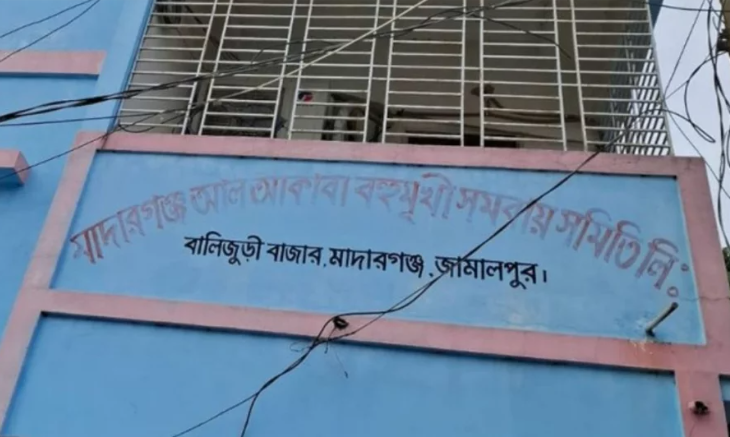 মাদারগঞ্জ আল আকাবা বহুমূখী সমবায় সমিতি লিঃ
বালিজুড়ী বাজার, মাদারগঞ্জ, জামালপুর।